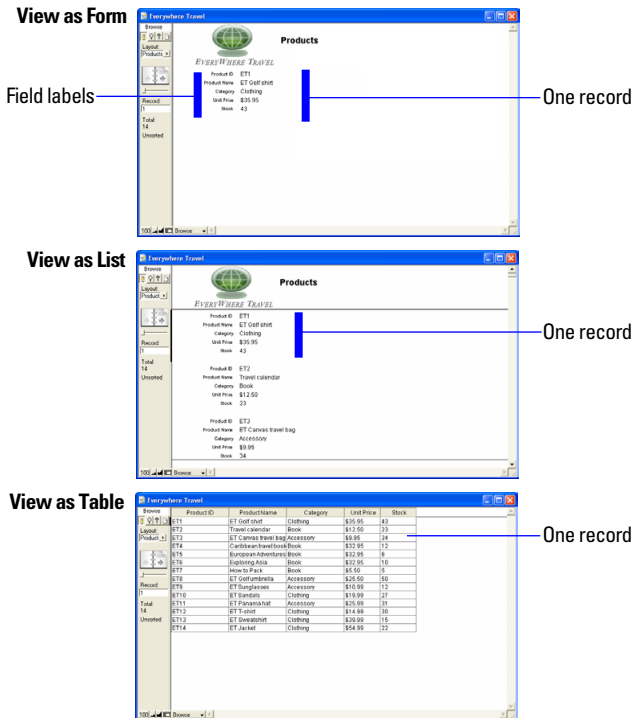 View as Form
Everywhere Travel
Browse
Layout:
Products
Record:
1
Total:
14
Unsorted
Products
EVERYWHERE TRAVEL
Product ID ET1
Product Name ET Golf shirt
Category Clothing
Unit Price $35.95
Stock 43
Field labels
One record
100 Browse
View as List
Everywhere Travel
Browse
Layout:
Product
Record:
1
Total:
14
Unsorted
Products
EVERYWHERE TRAVEL
Product ID ET1
Product Name ET Golf shirt
Category Clothing
Unit Price $35.95
Stock 43
One record
Product ID ET2
Product Name Travel calendar
Category Book
Unit Price $12.50
Stock 23
Product ID ET3
Product Name ET Canvas travel bag
Category Accessory
Unit Price $9.95
Stock 34
100 Browse
View as Table
Everywhere Travel
Browse
Layout:
Product
Record:
1
Total:
14
Unsorted
Product ID Product Name Category Unit Price Stock
ET1 ET Golf shirt Clothing $35.95 43
ET2 Travel calendar Book $12.50 23
ET3 ET Canvas travel bag Accessory $9.95 34
ET4 Caribbean travel book Book $32.95 12
ET5 European Adventures Book $32.95 6
ET6 Exploring Asia Book $32.95 10
ET7 How to Pack Book $5.50 5
ET8 ET Golf umbrella Accessory $25.50 50
ET9 ET Sunglasses Accessory $10.99 12
ET10 ET Sandals Clothing $19.99 27
ET11 ET Panama hat Accessory $25.99 31
ET12 ET T-shirt Clothing $14.99 30
ET13 ET Sweatshirt Clothing $39.99 15
ET14 ET Jacket Clothing $54.99 22
One record
100 Browse